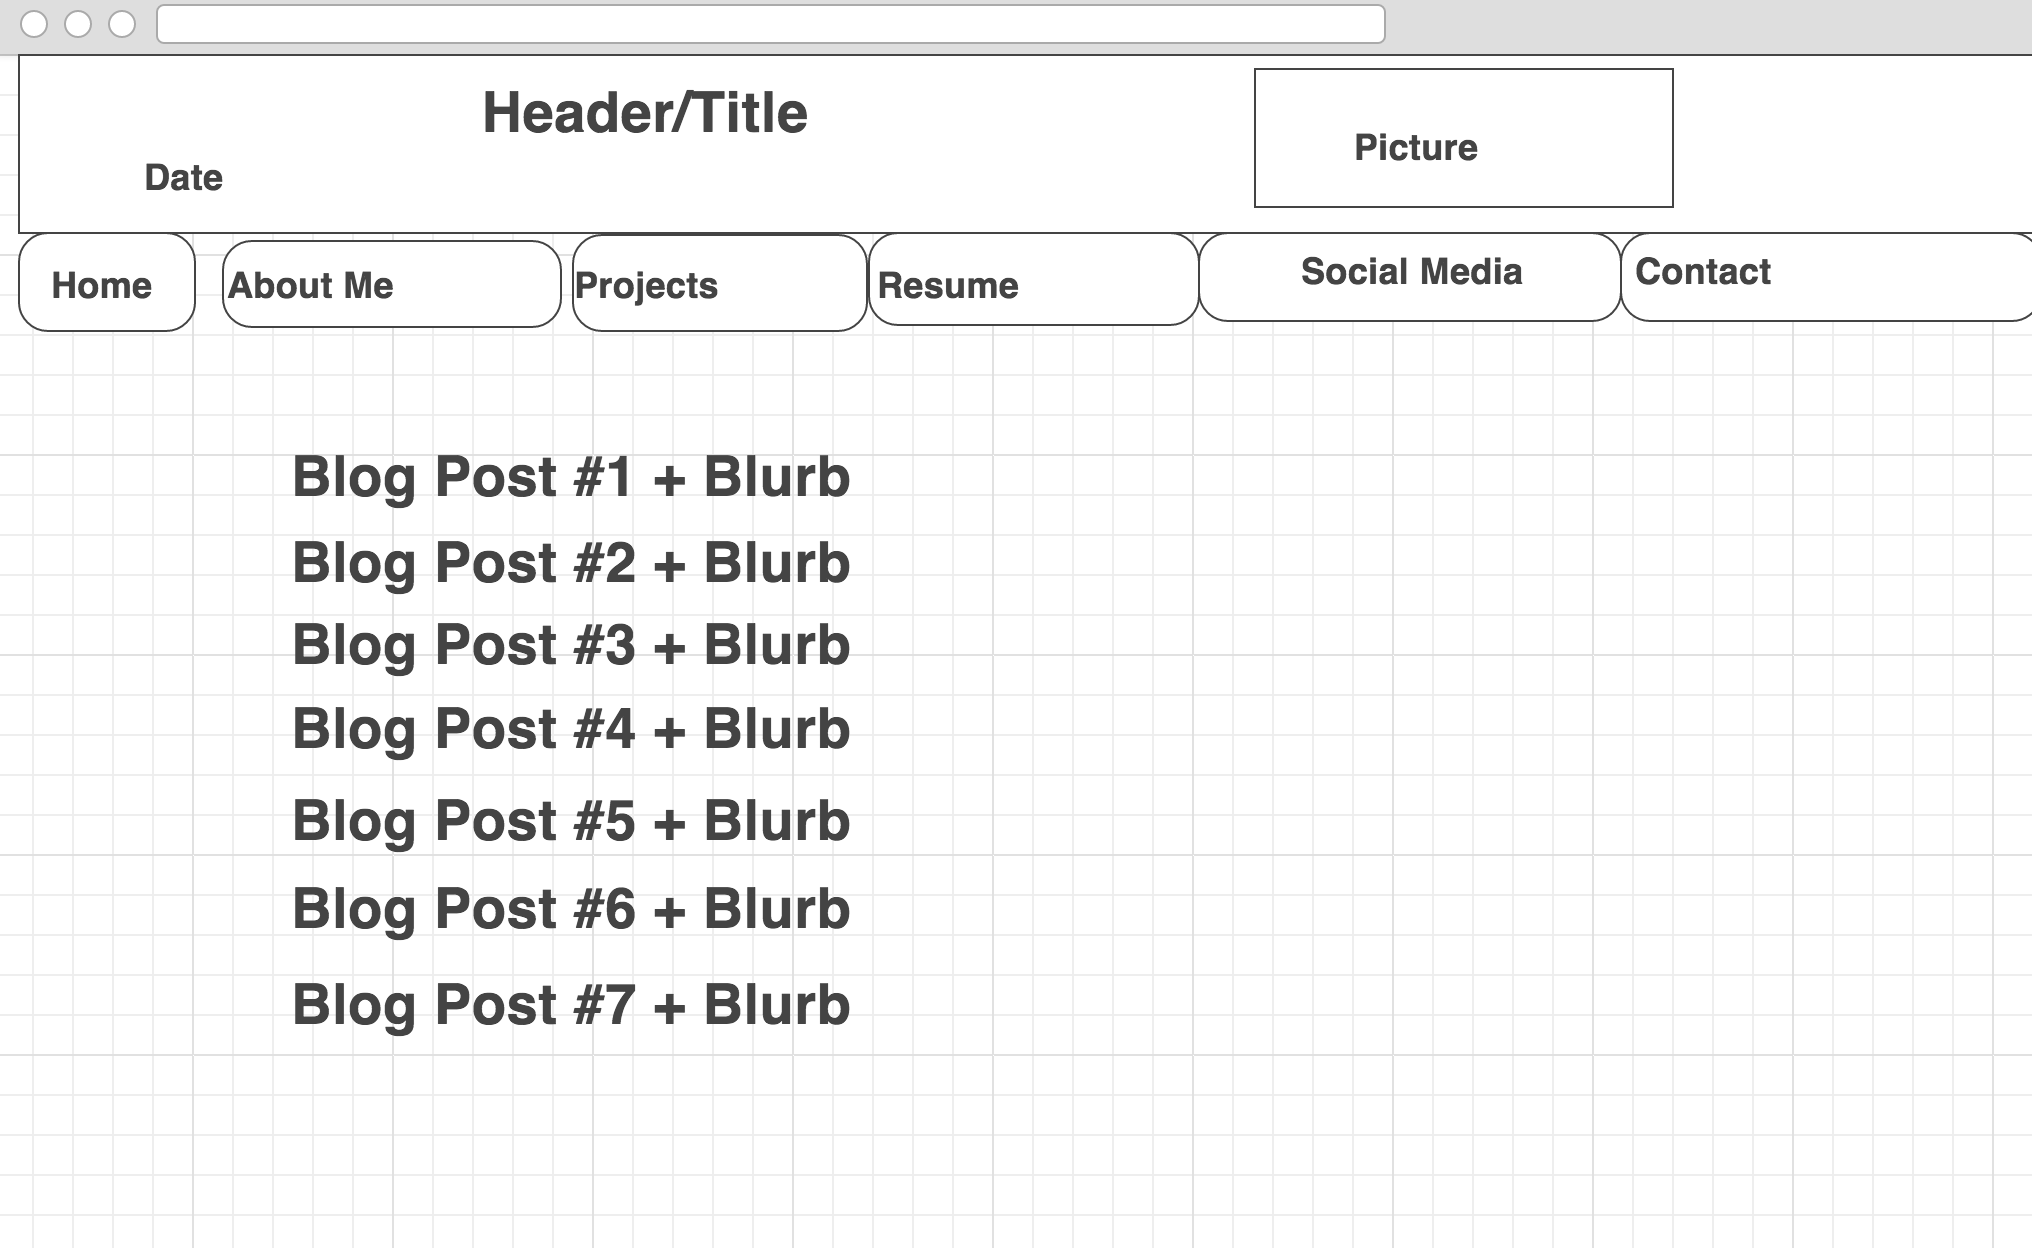 Header/Title
Picture
Date
Home
About Me
Projects
Resume
Social Media
Contact
Blog Post #1 + Blurb
Blog Post #2 + Blurb
Blog Post #3 + Blurb
Blog Post #4 + Blurb
Blog Post #5 + Blurb
Blog Post #6 + Blurb
Blog Post #7 + Blurb